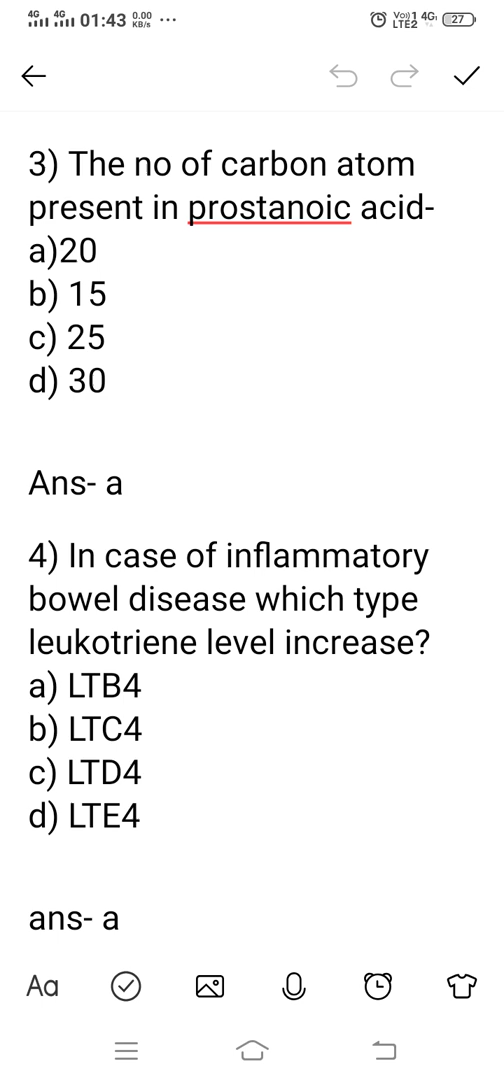 4G 4G 01:43 0.00 KB/s ... Vo))1 4G LTE2 27
3) The no of carbon atom
present in prostanoic acid-
a)20
b) 15
c) 25
d) 30
Ans- a
4) In case of inflammatory
bowel disease which type
leukotriene level increase?
a) LTB4
b) LTC4
c) LTD4
d) LTE4
ans- a
Aa